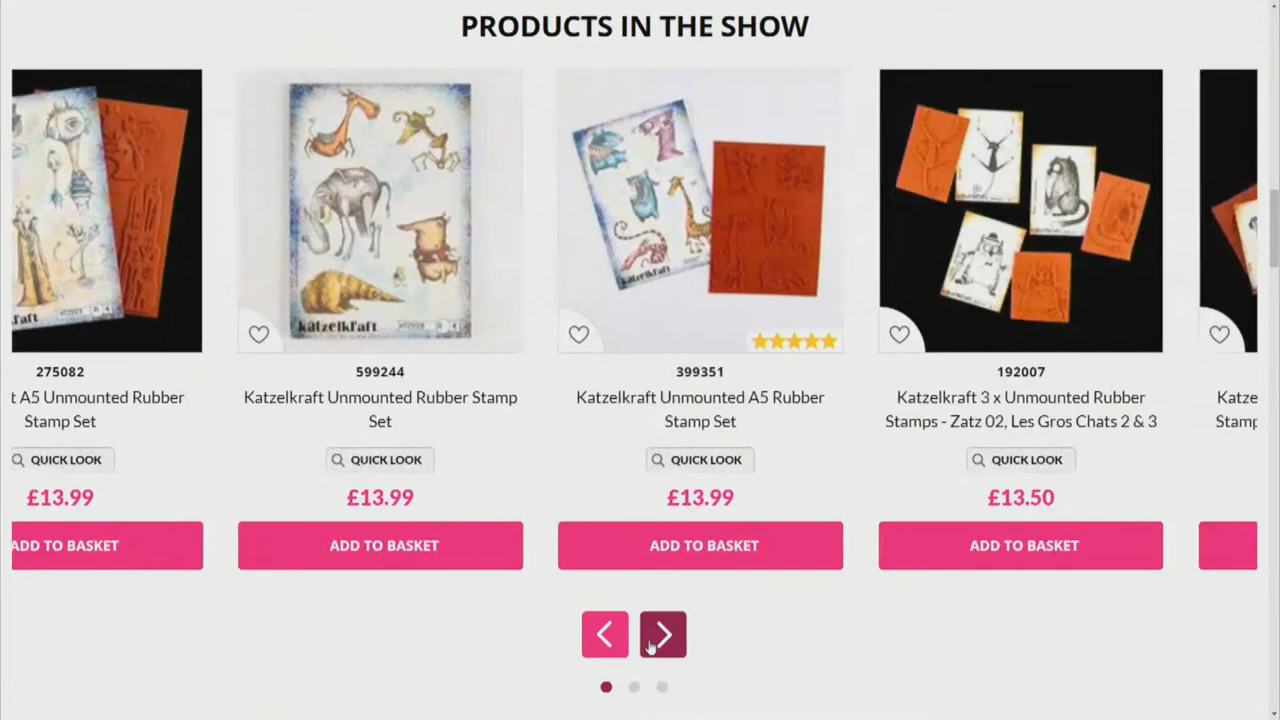 PRODUCTS IN THE SHOW
275082
t A5 Unmounted Rubber
Stamp Set
QUICK LOOK
£13.99
ADD TO BASKET
katzelkraft
599244
Katzelkraft Unmounted Rubber Stamp
Set
QUICK LOOK
£13.99
ADD TO BASKET
katzelkraft
399351
Katzelkraft Unmounted A5 Rubber
Stamp Set
QUICK LOOK
£13.99
ADD TO BASKET
192007
Katzelkraft 3 x Unmounted Rubber
Stamps - Zatz 02, Les Gros Chats 2 & 3
QUICK LOOK
£13.50
ADD TO BASKET
Katze
Stamp